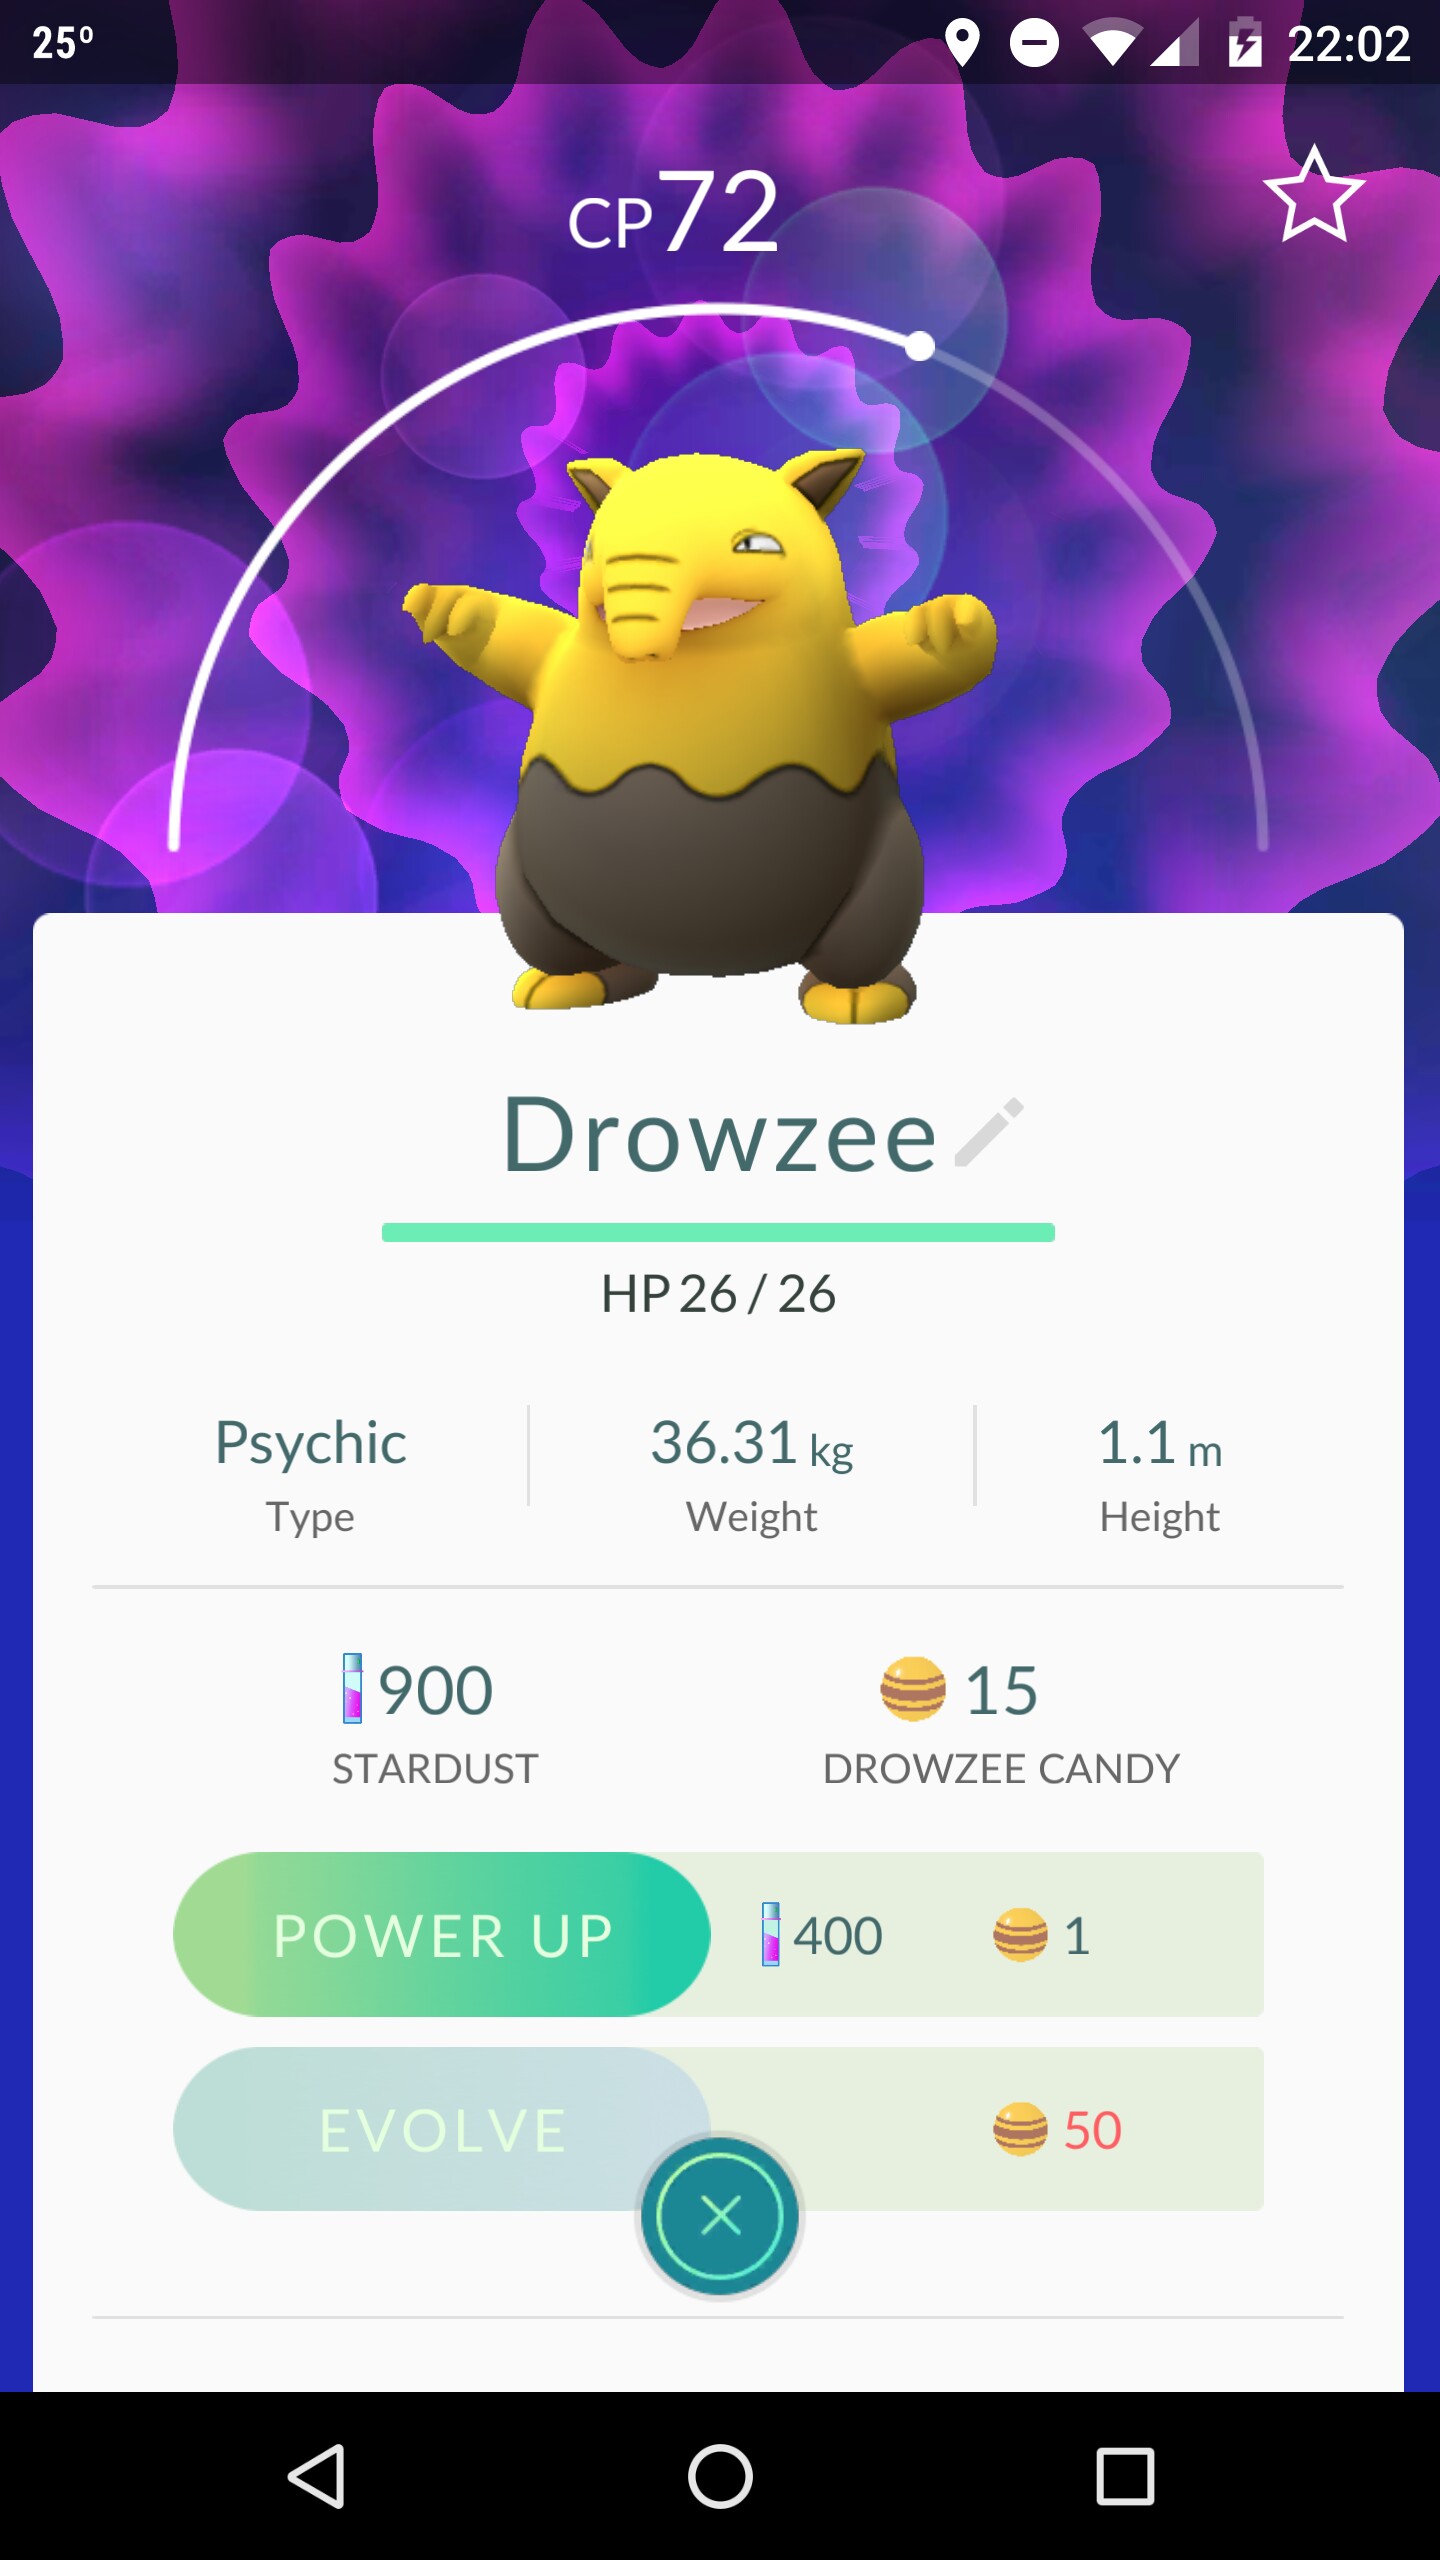 25º 22:02
CP72
Drowzee
HP 26 / 26
Psychic 36.31 kg 1.1 m
Type Weight Height
900 15
STARDUST DROWZEE CANDY
POWER UP 400 1
EVOLVE 50